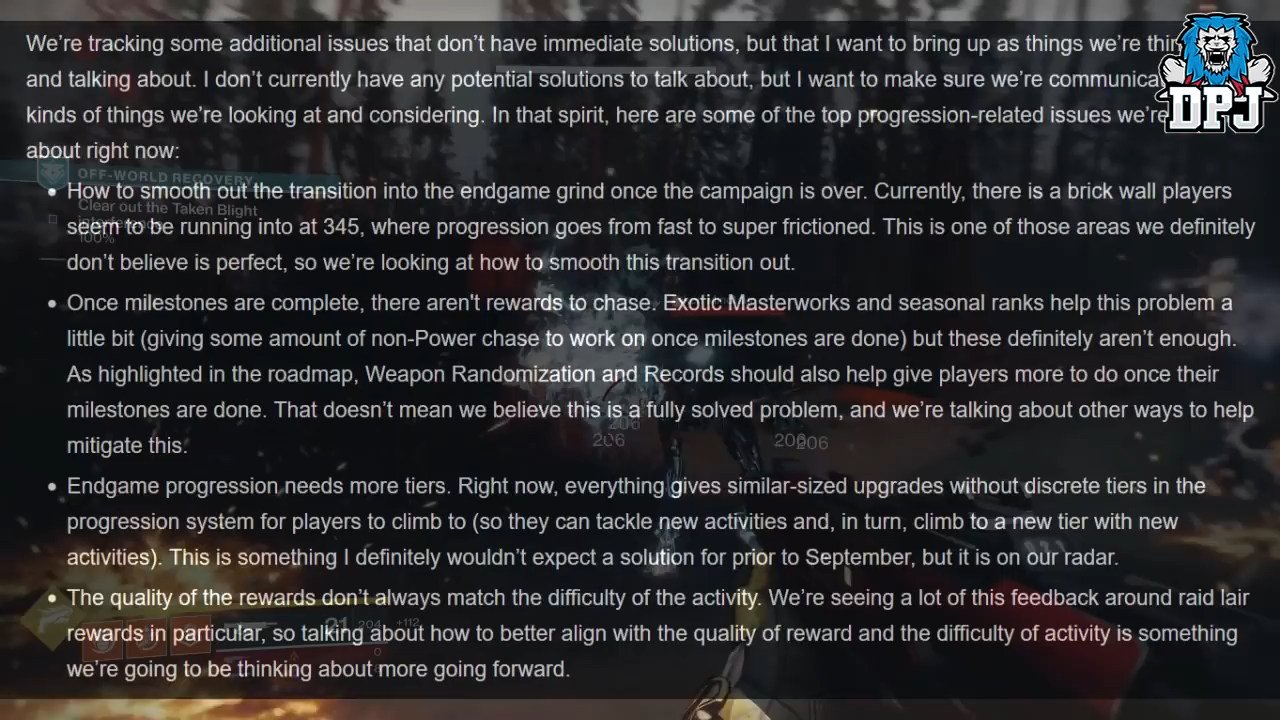 We're tracking some additional issues that don't have immediate solutions, but that I want to bring up as things we're
and talking about. I don't currently have any potential solutions to talk about, but I want to make sure we're
kinds of things we're looking at and considering. In that spirit, here are some of the top progression-related issues we're
about right now:
DPJ
OFF-WORLD RECOVERY
Clear out the Taken Blight
100%
• How to smooth out the transition into the endgame grind once the campaign is over. Currently, there is a brick wall players
seem to be running into at 345, where progression goes from fast to super frictioned. This is one of those areas we definitely
don't believe is perfect, so we're looking at how to smooth this transition out.
• Once milestones are complete, there aren't rewards to chase. Exotic Masterworks and seasonal ranks help this problem a
little bit (giving some amount of non-Power chase to work on once milestones are done) but these definitely aren't enough.
As highlighted in the roadmap, Weapon Randomization and Records should also help give players more to do once their
milestones are done. That doesn't mean we believe this is a fully solved problem, and we're talking about other ways to help
mitigate this.
206
206
206
206
• Endgame progression needs more tiers. Right now, everything gives similar-sized upgrades without discrete tiers in the
progression system for players to climb to (so they can tackle new activities and, in turn, climb to a new tier with new
activities). This is something I definitely wouldn't expect a solution for prior to September, but it is on our radar.
• The quality of the rewards don't always match the difficulty of the activity. We're seeing a lot of this feedback around raid lair
rewards in particular, so talking about how to better align with the quality of reward and the difficulty of activity is something
we're going to be thinking about more going forward.
21
204
+112
0